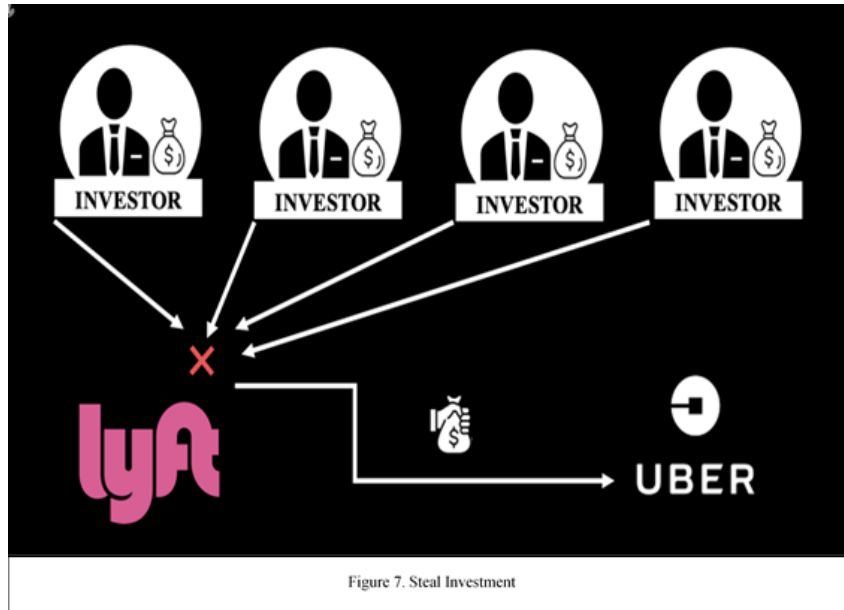 INVESTOR INVESTOR INVESTOR INVESTOR
lyft
UBER
Figure 7. Steal Investment